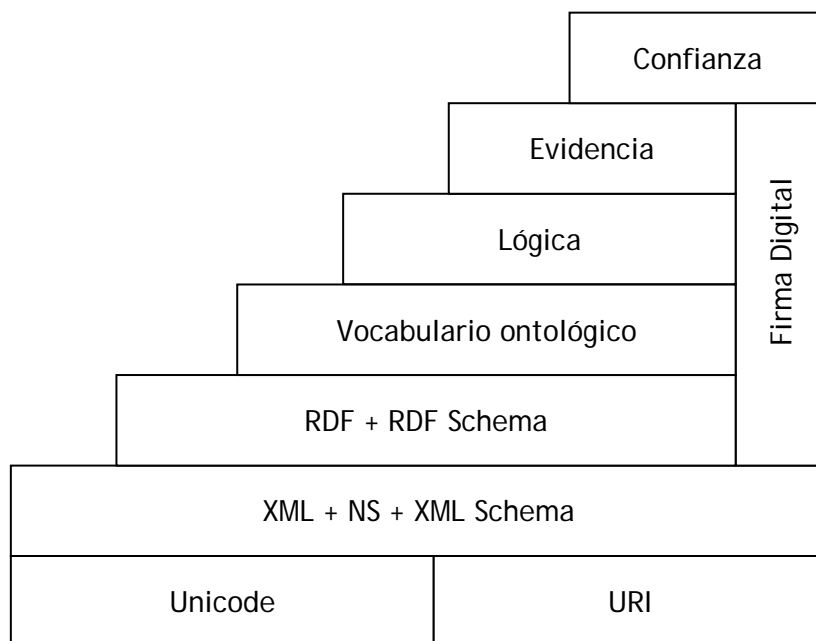 Confianza
Evidencia
Lógica
Vocabulario ontológico
RDF + RDF Schema
Firma Digital
XML + NS + XML Schema
Unicode
URI